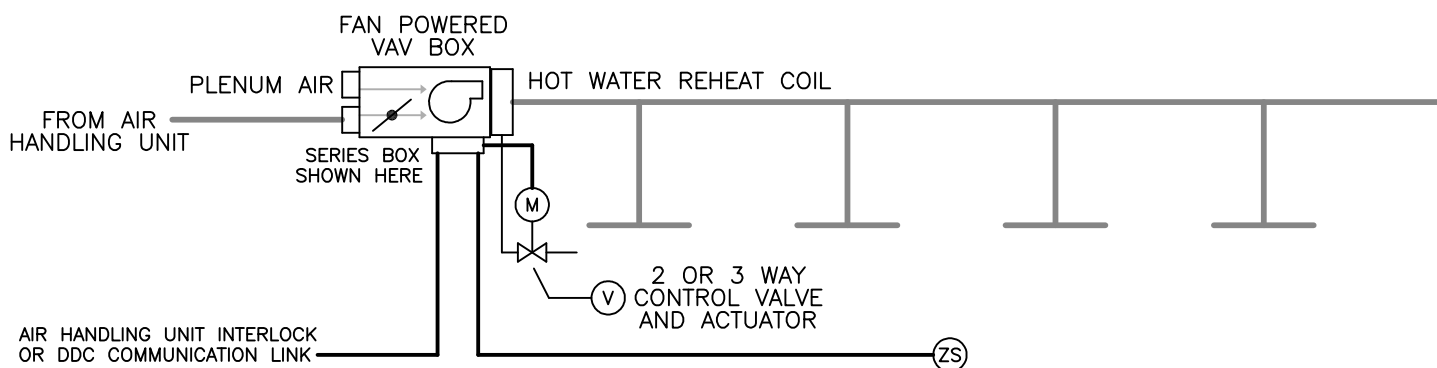 FAN POWERED
VAV BOX
PLENUM AIR
HOT WATER REHEAT COIL
FROM AIR
HANDLING UNIT
SERIES BOX
SHOWN HERE
M
V
2 OR 3 WAY
CONTROL VALVE
AND ACTUATOR
AIR HANDLING UNIT INTERLOCK
OR DDC COMMUNICATION LINK
ZS